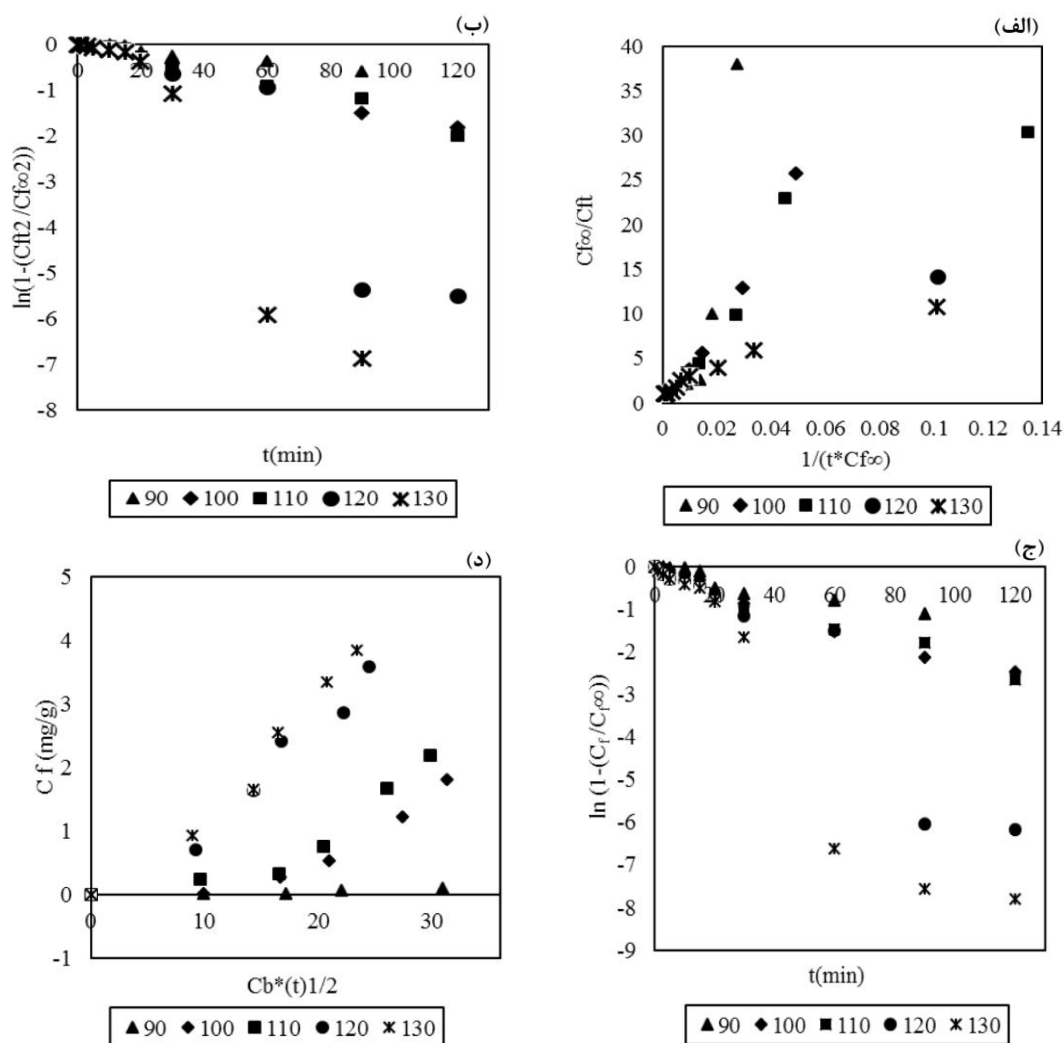 (الف)
40
35
30
25
20
15
10
5
0
0 0.02 0.04 0.06 0.08 0.1 0.12 0.14
Cf∞/Cft
1/(t*Cf∞)
90 100 110 120 130
(ب)
0
-1
-2
-3
-4
-5
-6
-7
-8
0 20 40 60 80 100 120
ln(1-(Cft2 /Cf∞2))
t(min)
90 100 110 120 130
(ج)
0
-1
-2
-3
-4
-5
-6
-7
-8
-9
0 20 40 60 80 100 120
ln (1-(Cf /Cf∞))
t(min)
90 100 110 120 130
(د)
5
4
3
2
1
0
-1
0 10 20 30
C f (mg/g)
Cb*(t)1/2
90 100 110 120 130